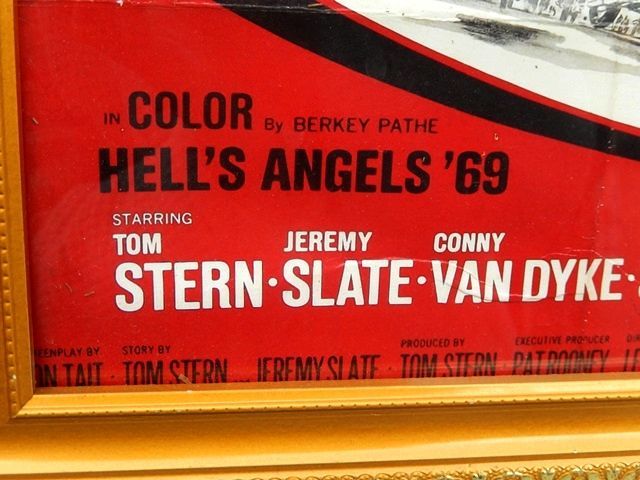 IN COLOR By BERKEY PATHE
HELL'S ANGELS '69
STARRING
TOM JEREMY CONNY
STERN · SLATE · VAN DYKE ·
STORY BY PRODUCED BY EXECUTIVE PRODUCER
TAIT · TOM STERN JEREMY SLATE · TOM STERN · PAT ROONEY